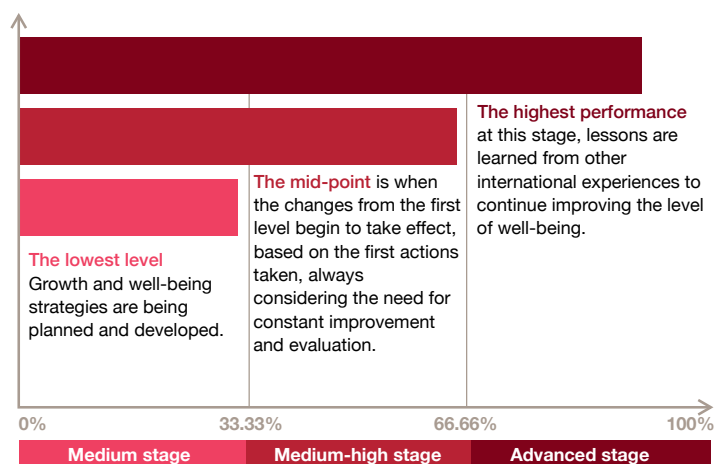 The highest performance
at this stage, lessons are
learned from other
international experiences to
continue improving the level
of well-being.
The mid-point is when
the changes from the first
level begin to take effect,
based on the first actions
taken, always
considering the need for
constant improvement
and evaluation.
The lowest level
Growth and well-being
strategies are being
planned and developed.
0% 33.33% 66.66% 100%
Medium stage Medium-high stage Advanced stage